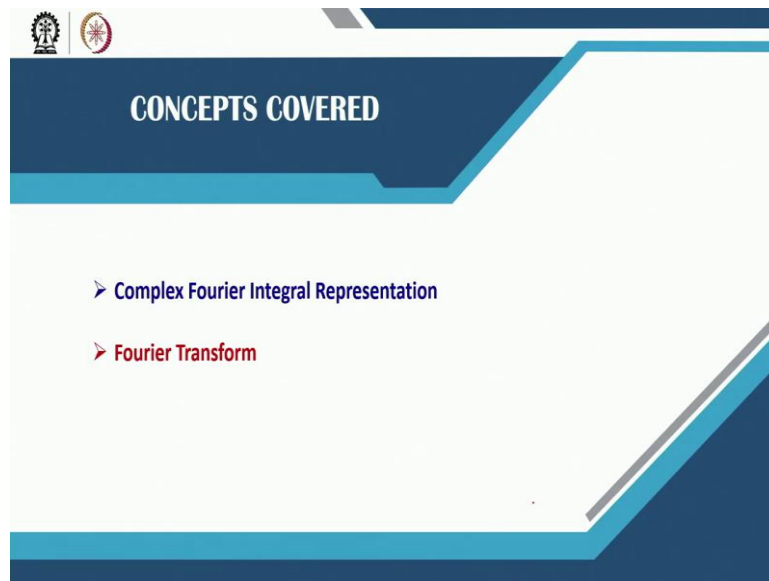 CONCEPTS COVERED
➤ Complex Fourier Integral Representation
➤ Fourier Transform